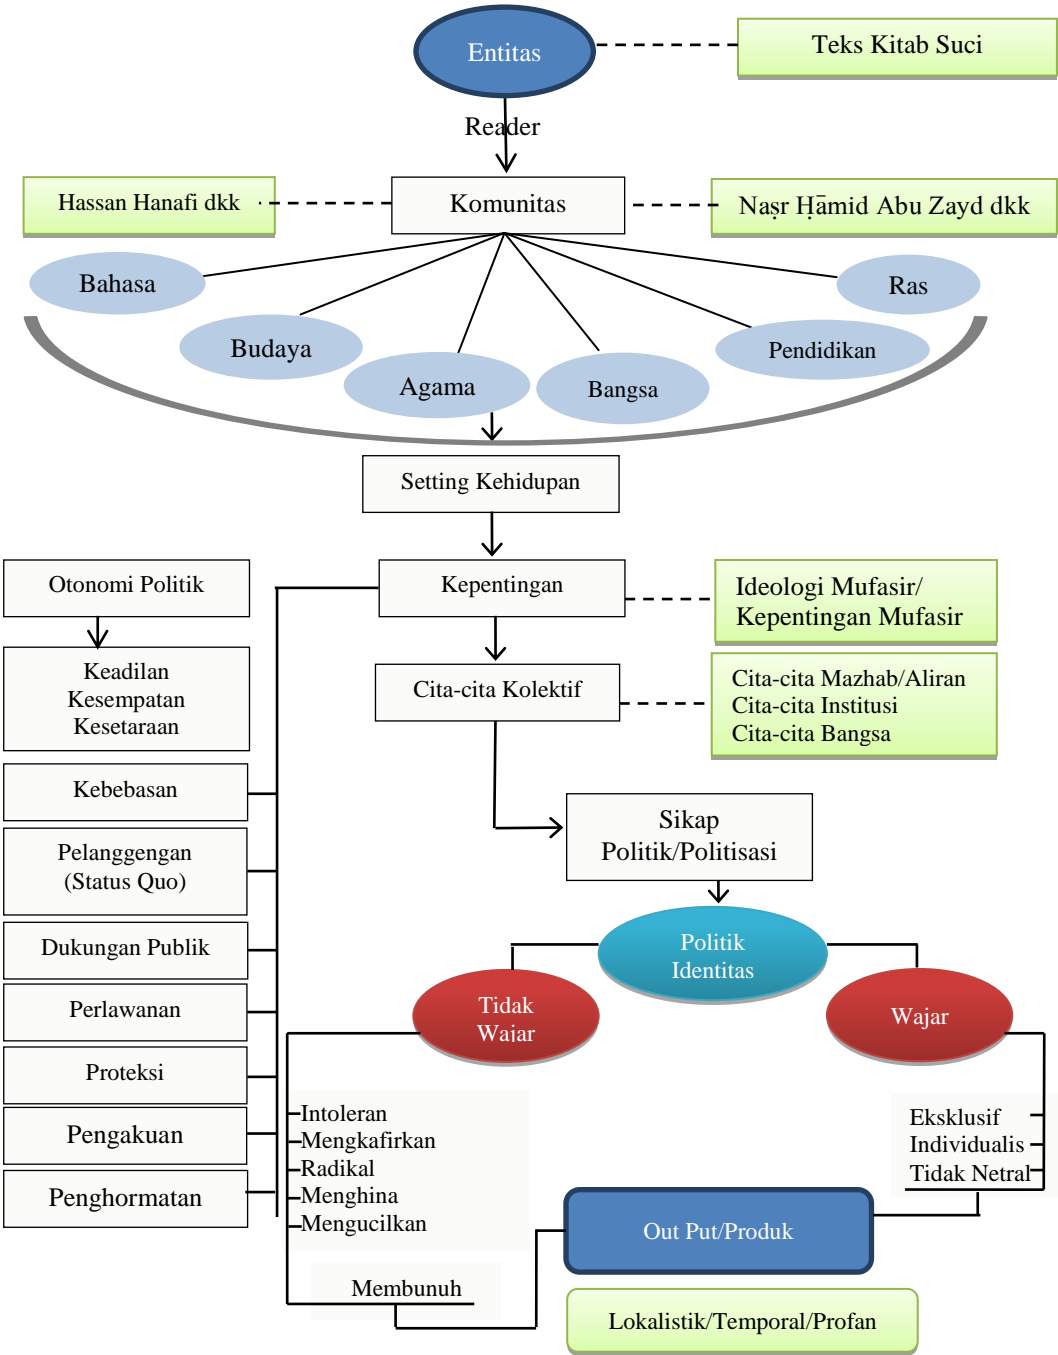 Entitas
Teks Kitab Suci
Reader
Hassan Hanafi dkk
Komunitas
Naṣr Ḥāmid Abu Zayd dkk
Bahasa
Ras
Budaya
Pendidikan
Agama
Bangsa
Setting Kehidupan
Otonomi Politik
Kepentingan
Ideologi Mufasir/
Kepentingan Mufasir
Keadilan
Kesempatan
Kesetaraan
Cita-cita Kolektif
Cita-cita Mazhab/Aliran
Cita-cita Institusi
Cita-cita Bangsa
Kebebasan
Sikap
Politik/Politisasi
Pelanggengan
(Status Quo)
Dukungan Publik
Politik
Identitas
Perlawanan
Tidak
Wajar
Wajar
Proteksi
Pengakuan
Penghormatan
Intoleran
Mengkafirkan
Radikal
Menghina
Mengucilkan
Eksklusif
Individualis
Tidak Netral
Out Put/Produk
Membunuh
Lokalistik/Temporal/Profan